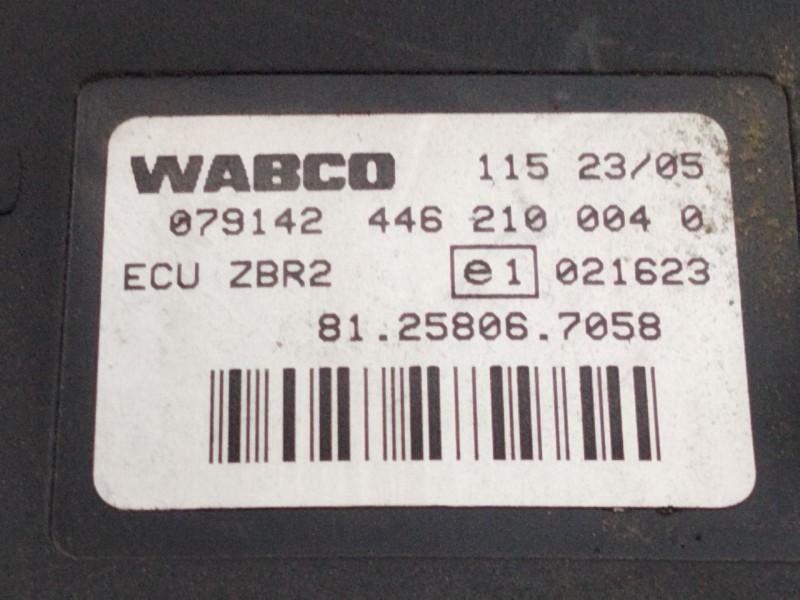 WABCO 115 23/05
079142 446 210 004 0
ECU ZBR2 e1 021623
81.25806.7058